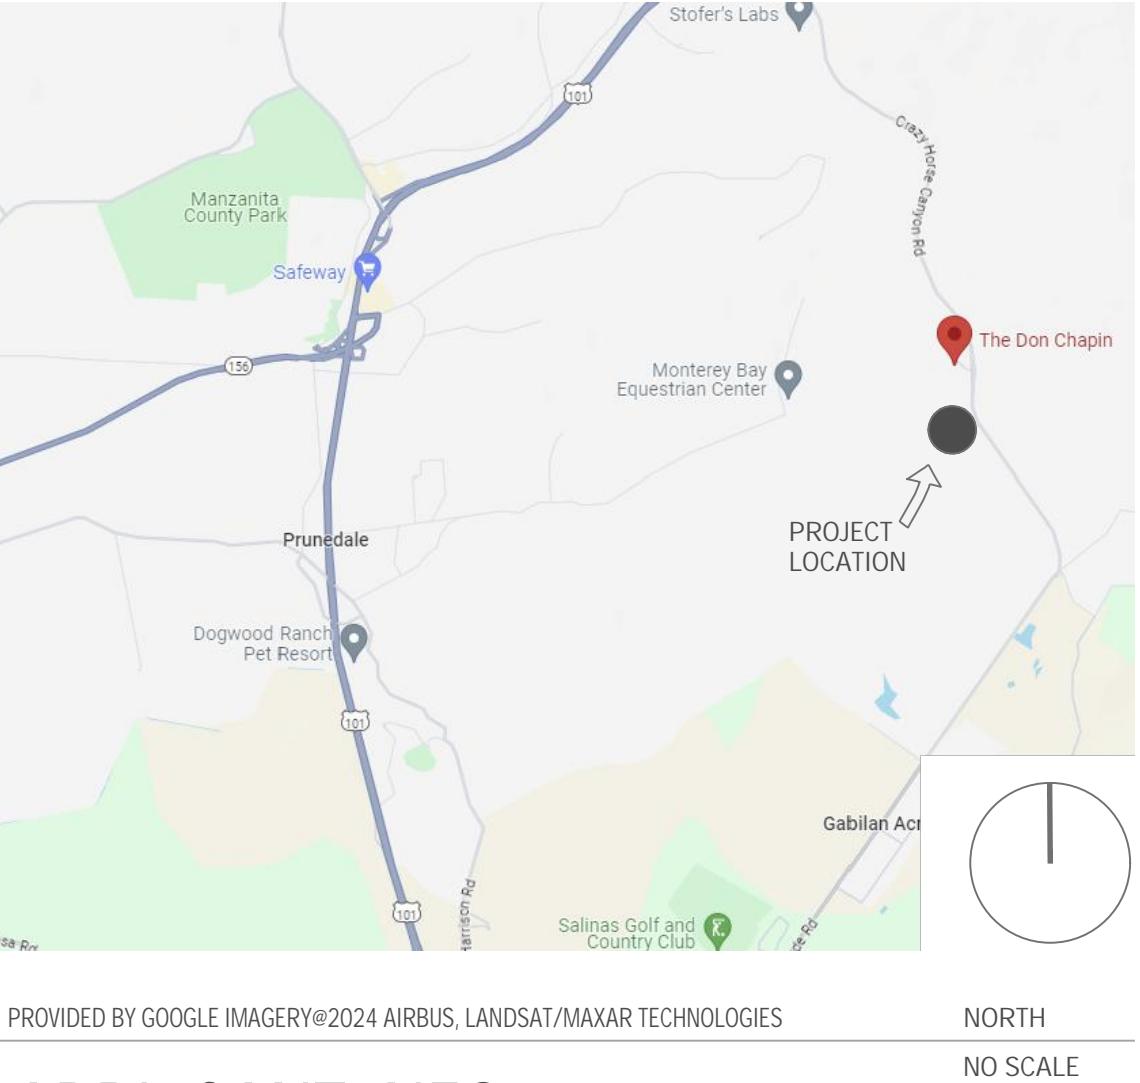 Stofer's Labs
101
Crazy Horse Canyon Rd
Manzanita
County Park
Safeway
The Don Chapin
156
Monterey Bay
Equestrian Center
PROJECT
LOCATION
Prunedale
Dogwood Ranch
Pet Resort
101
Gabilan Acr
101
Harrison Rd
Salinas Golf and
Country Club
Rd
Rd
PROVIDED BY GOOGLE IMAGERY@2024 AIRBUS, LANDSAT/MAXAR TECHNOLOGIES
NORTH
NO SCALE